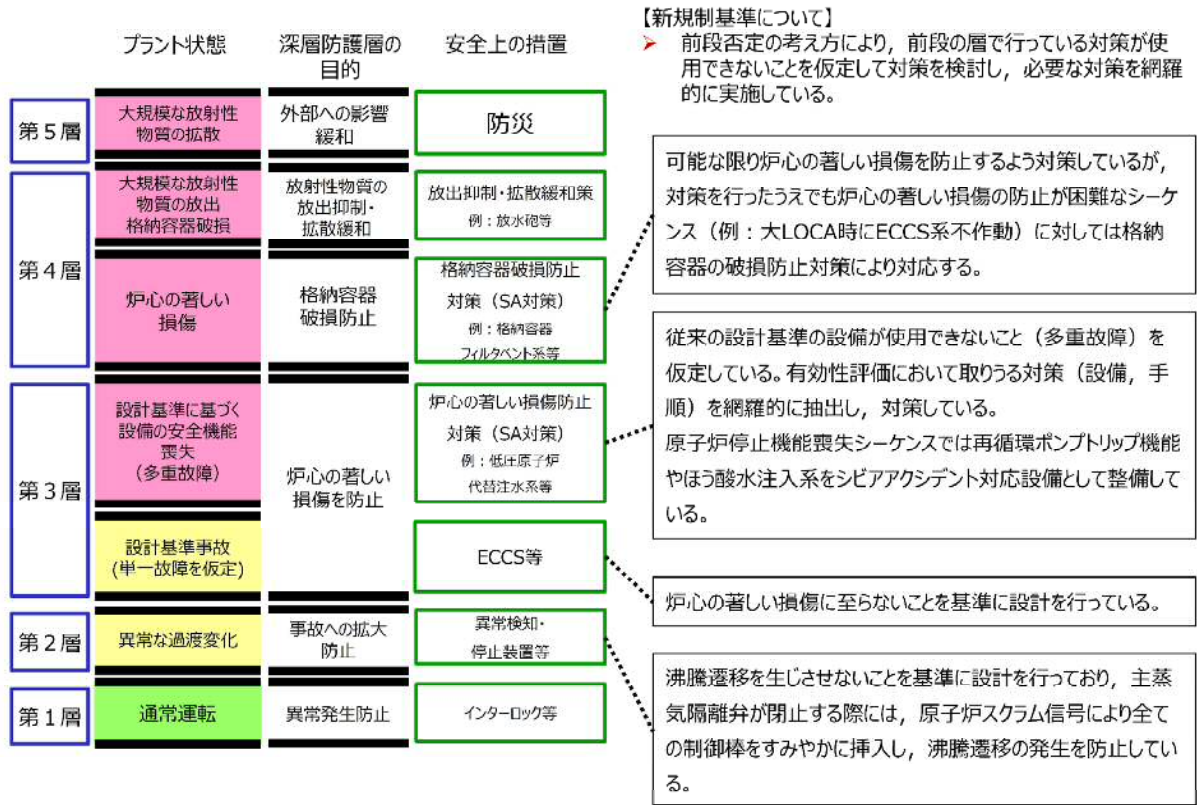 プラント状態
深層防護層の
目的
安全上の措置
【新規制基準について】
➢ 前段否定の考え方により，前段の層で行っている対策が使
用できないことを仮定して対策を検討し，必要な対策を網羅
的に実施している。
第５層
大規模な放射性
物質の拡散
外部への影響
緩和
防災
第４層
大規模な放射性
物質の放出
格納容器破損
放射性物質の
放出抑制・
拡散緩和
放出抑制・拡散緩和策
例：放水砲等
炉心の著しい
損傷
格納容器
破損防止
格納容器破損防止
対策（SA対策）
例：格納容器
フィルタベント系等
可能な限り炉心の著しい損傷を防止するよう対策しているが，
対策を行ったうえでも炉心の著しい損傷の防止が困難なシーケ
ンス（例：大LOCA時にECCS系不作動）に対しては格納
容器の破損防止対策により対応する。
第３層
設計基準に基づく
設備の安全機能
喪失
(多重故障)
炉心の著しい
損傷を防止
炉心の著しい損傷防止
対策（SA対策）
例：低圧原子炉
代替注水系等
従来の設計基準の設備が使用できないこと（多重故障）を
仮定している。有効性評価において取りうる対策（設備，手
順）を網羅的に抽出し，対策している。
原子炉停止機能喪失シーケンスでは再循環ポンプトリップ機能
やほう酸水注入系をシビアアクシデント対応設備として整備して
いる。
設計基準事故
(単一故障を仮定)
ECCS等
炉心の著しい損傷に至らないことを基準に設計を行っている。
第２層
異常な過渡変化
事故への拡大
防止
異常検知・
停止装置等
沸騰遷移を生じさせないことを基準に設計を行っており，主蒸
気隔離弁が閉止する際には，原子炉スクラム信号により全て
の制御棒をすみやかに挿入し，沸騰遷移の発生を防止してい
る。
第１層
通常運転
異常発生防止
インターロック等